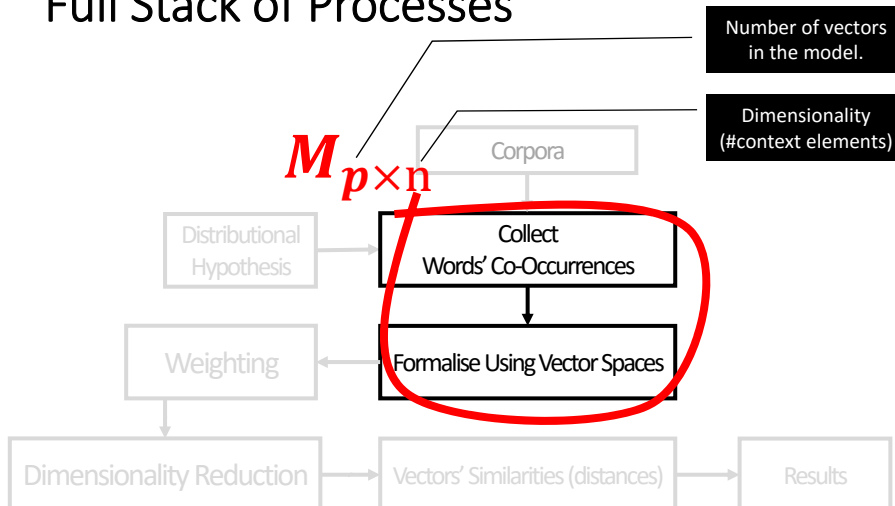 Full Stack of Processes
Number of vectors
in the model.
Dimensionality
(#context elements)
M p×n
Corpora
Distributional
Hypothesis
Collect
Words' Co-Occurrences
Weighting
Formalise Using Vector Spaces
Dimensionality Reduction
Vectors' Similarities (distances)
Results